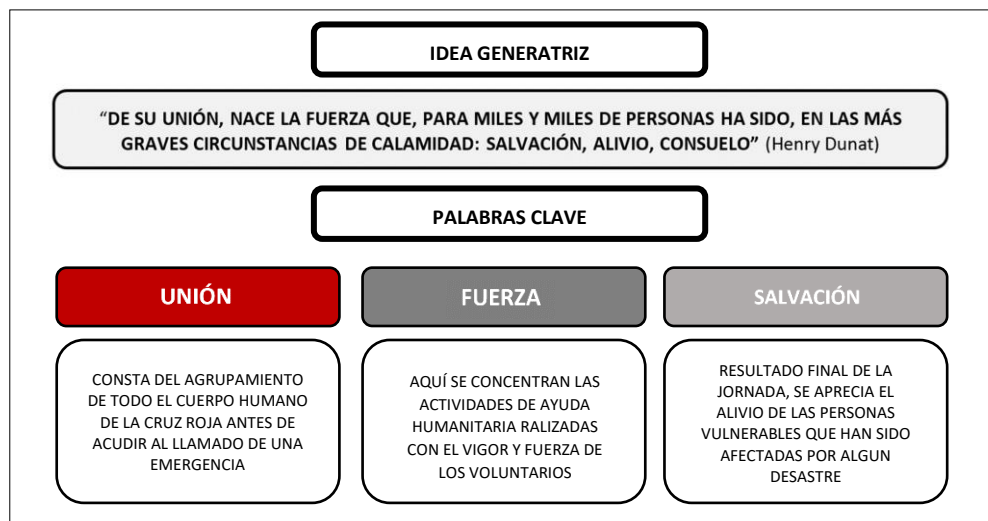 IDEA GENERATRIZ
“DE SU UNIÓN, NACE LA FUERZA QUE, PARA MILES Y MILES DE PERSONAS HA SIDO, EN LAS MÁS
GRAVES CIRCUNSTANCIAS DE CALAMIDAD: SALVACIÓN, ALIVIO, CONSUELO” (Henry Dunat)
PALABRAS CLAVE
UNIÓN
CONSTA DEL AGRUPAMIENTO
DE TODO EL CUERPO HUMANO
DE LA CRUZ ROJA ANTES DE
ACUDIR AL LLAMADO DE UNA
EMERGENCIA
FUERZA
AQUÍ SE CONCENTRAN LAS
ACTIVIDADES DE AYUDA
HUMANITARIA RALIZADAS
CON EL VIGOR Y FUERZA DE
LOS VOLUNTARIOS
SALVACIÓN
RESULTADO FINAL DE LA
JORNADA, SE APRECIA EL
ALIVIO DE LAS PERSONAS
VULNERABLES QUE HAN SIDO
AFECTADAS POR ALGUN
DESASTRE